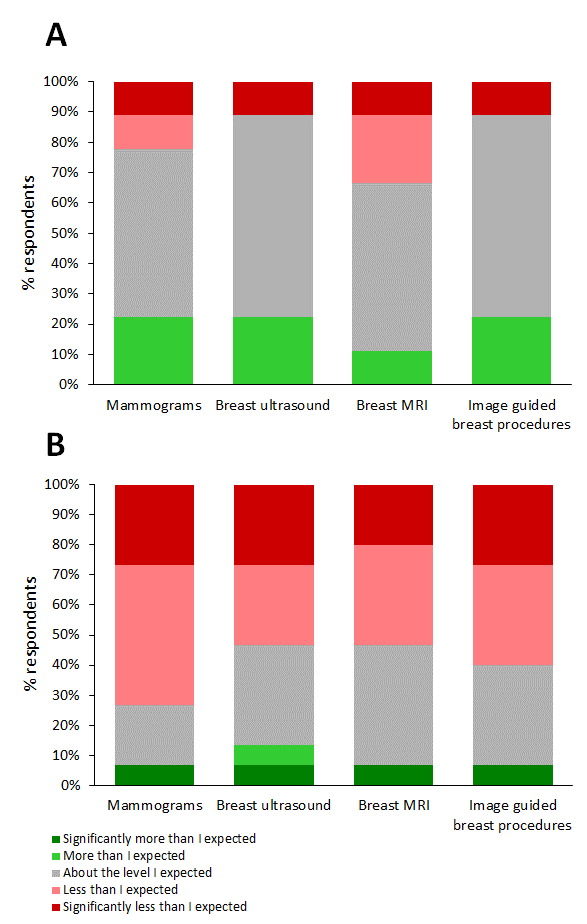 A
100%
90%
80%
70%
60%
50%
40%
30%
20%
10%
0%
% respondents
Mammograms
Breast ultrasound
Breast MRI
Image guided
breast procedures
B
100%
90%
80%
70%
60%
50%
40%
30%
20%
10%
0%
% respondents
Mammograms
Breast ultrasound
Breast MRI
Image guided
breast procedures
Significantly more than I expected
More than I expected
About the level I expected
Less than I expected
Significantly less than I expected